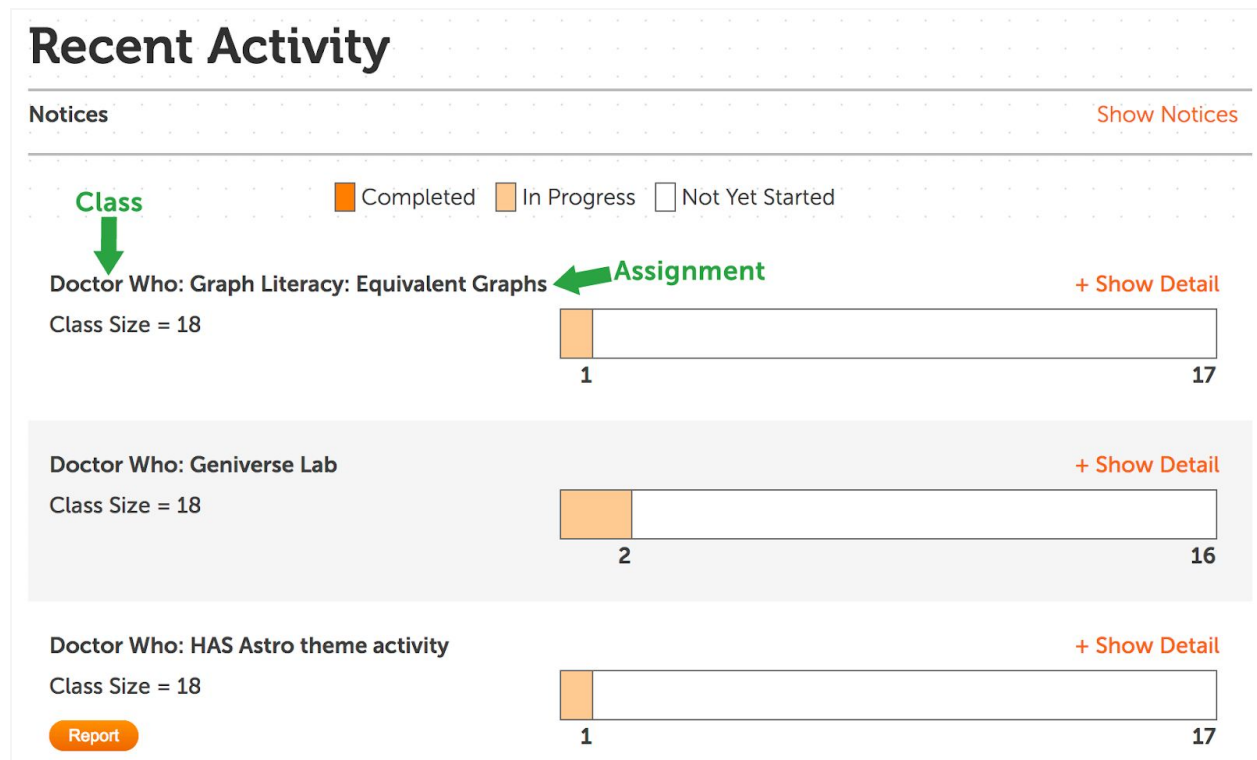 Recent Activity
Notices Show Notices
Completed In Progress Not Yet Started
Class
Doctor Who: Graph Literacy: Equivalent Graphs Assignment + Show Detail
Class Size = 18
1 17
Doctor Who: Geniverse Lab + Show Detail
Class Size = 18
2 16
Doctor Who: HAS Astro theme activity + Show Detail
Class Size = 18
Report 1 17